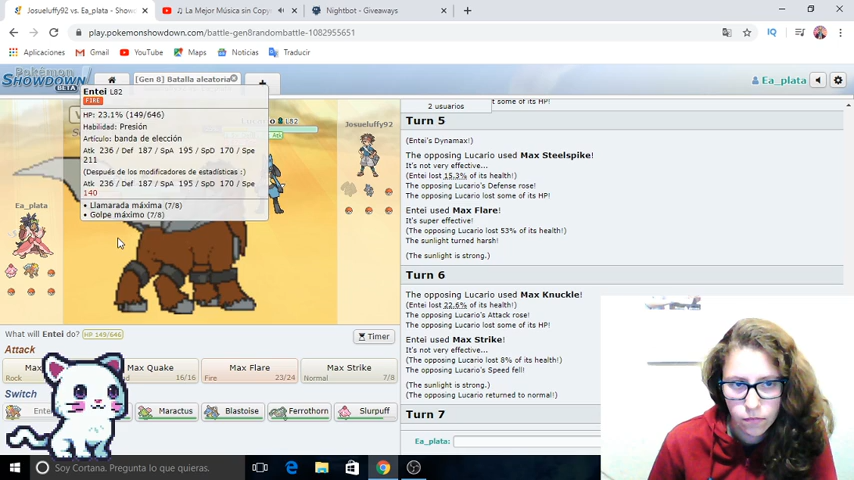 Josueluffy92 vs. Ea_plata - S
La Mejor Música sin Copy
Nightbot - Giveaways
play.pokemonshowdown.com/battle-gen8randombattle-1082955651
Aplicaciones
Gmail
YouTube
Maps
Noticias
Traducir
SHOWDOWN
BETA
[Gen 8] Batalla aleatoria
Ea_plata
Entei L82
FIRE
HP: 23.1% (149/646)
Habilidad: Presión
Artículo: banda de elección
Atk 236 / Def 187 / SpA 195 / SpD 170 / Spe
211
(Después de los modificadores de estadísticas :)
Atk 236 / Def 187 / SpA 195 / SpD 170 / Spe
140
• Llamarada máxima (7/8)
• Golpe máximo (7/8)
L82
Atk
Josueluffy92
Ea_plata
2 usuarios
st some of its HP!
Turn 5
(Entei's Dynamax!)
The opposing Lucario used Max Steelspike!
It's not very effective...
(Entei lost 15.3% of its health!)
The opposing Lucario's Defense rose!
The opposing Lucario lost some of its HP!
Entei used Max Flare!
It's super effective!
(The opposing Lucario lost 53% of its health!)
The sunlight turned harsh!
(The sunlight is strong.)
Turn 6
The opposing Lucario used Max Knuckle!
(Entei lost 22.6% of its health!)
The opposing Lucario's Attack rose!
The opposing Lucario lost some of its HP!
Entei used Max Strike!
It's not very effective...
(The opposing Lucario lost 8% of its health!)
The opposing Lucario's Speed fell!
(The sunlight is strong.)
(The opposing Lucario returned to normal!)
Turn 7
Ea_plata:
What will Entei do? HP 149/646
Timer
Attack
Max Quake
Max Flare
Max Strike
Rock
16/16
Fire
23/24
Normal
7/8
Switch
Maractus
Blastoise
Ferrothorn
Slurpuff
Soy Cortana. Pregunta lo que quieras.